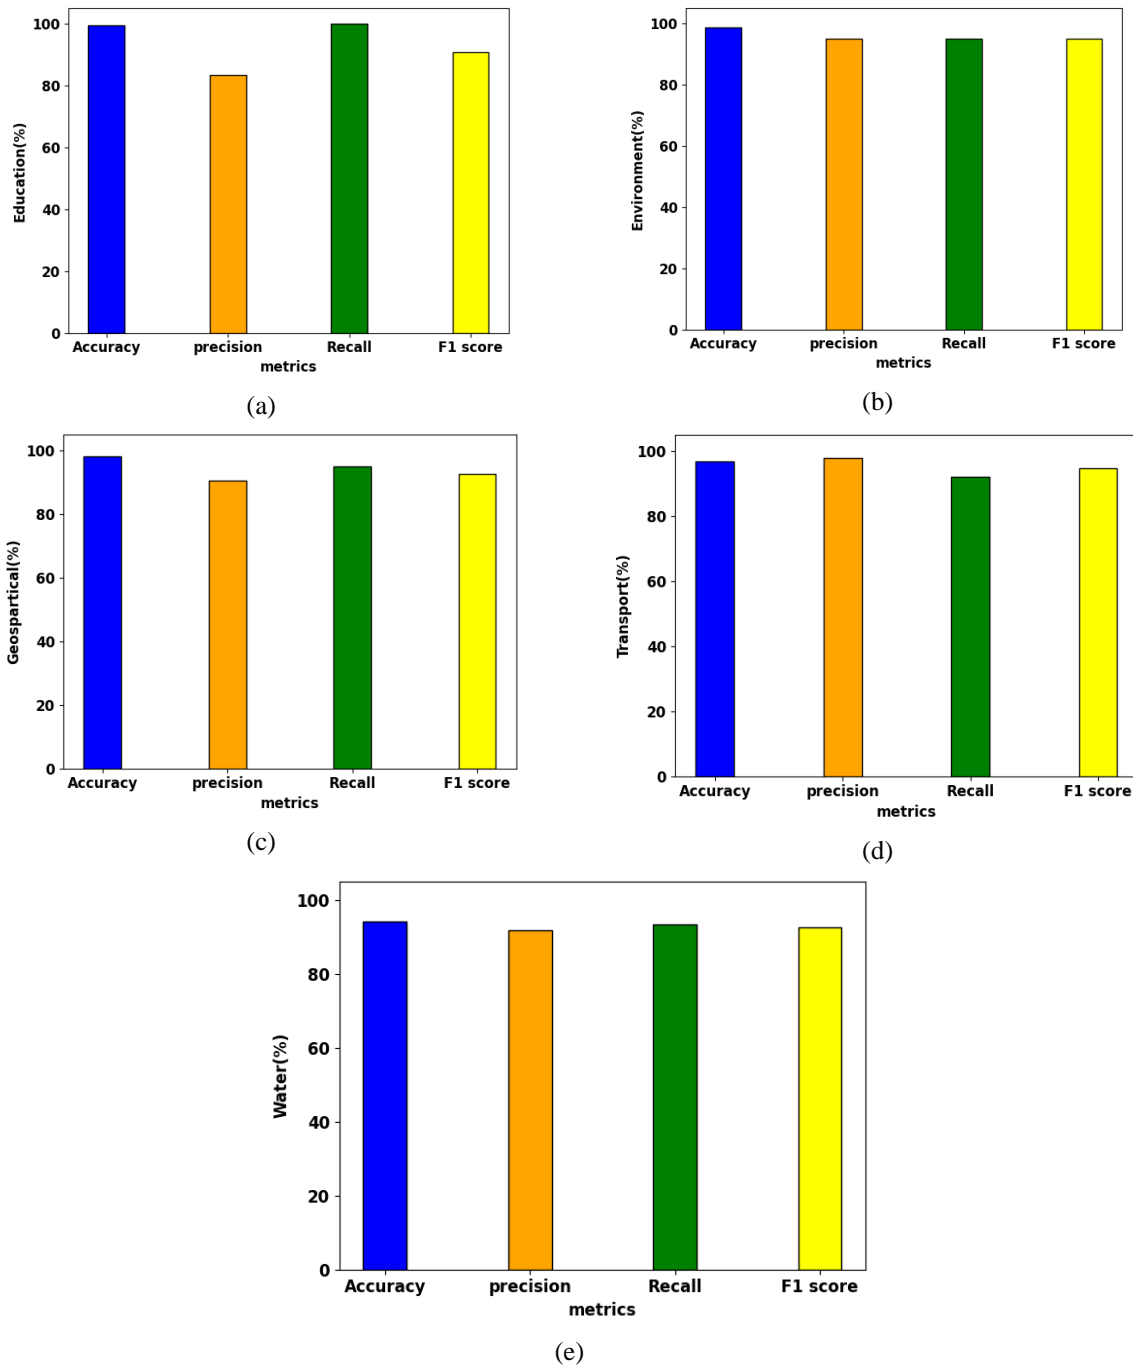 Education(%)
100
80
60
40
20
0
Accuracy precision Recall F1 score
metrics
(a)
Environment(%)
100
80
60
40
20
0
Accuracy precision Recall F1 score
metrics
(b)
Geospartical(%)
100
80
60
40
20
0
Accuracy precision Recall F1 score
metrics
(c)
Transport(%)
100
80
60
40
20
0
Accuracy precision Recall F1 score
metrics
(d)
Water(%)
100
80
60
40
20
0
Accuracy precision Recall F1 score
metrics
(e)